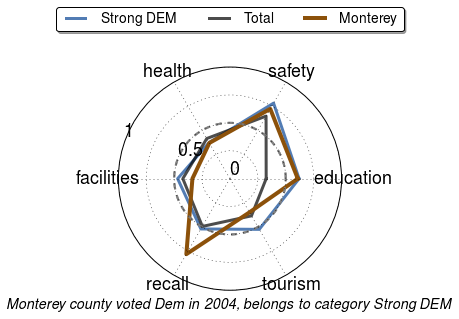 Strong DEM Total Monterey
health safety
1
0.5
0
facilities education
recall tourism
Monterey county voted Dem in 2004, belongs to category Strong DEM